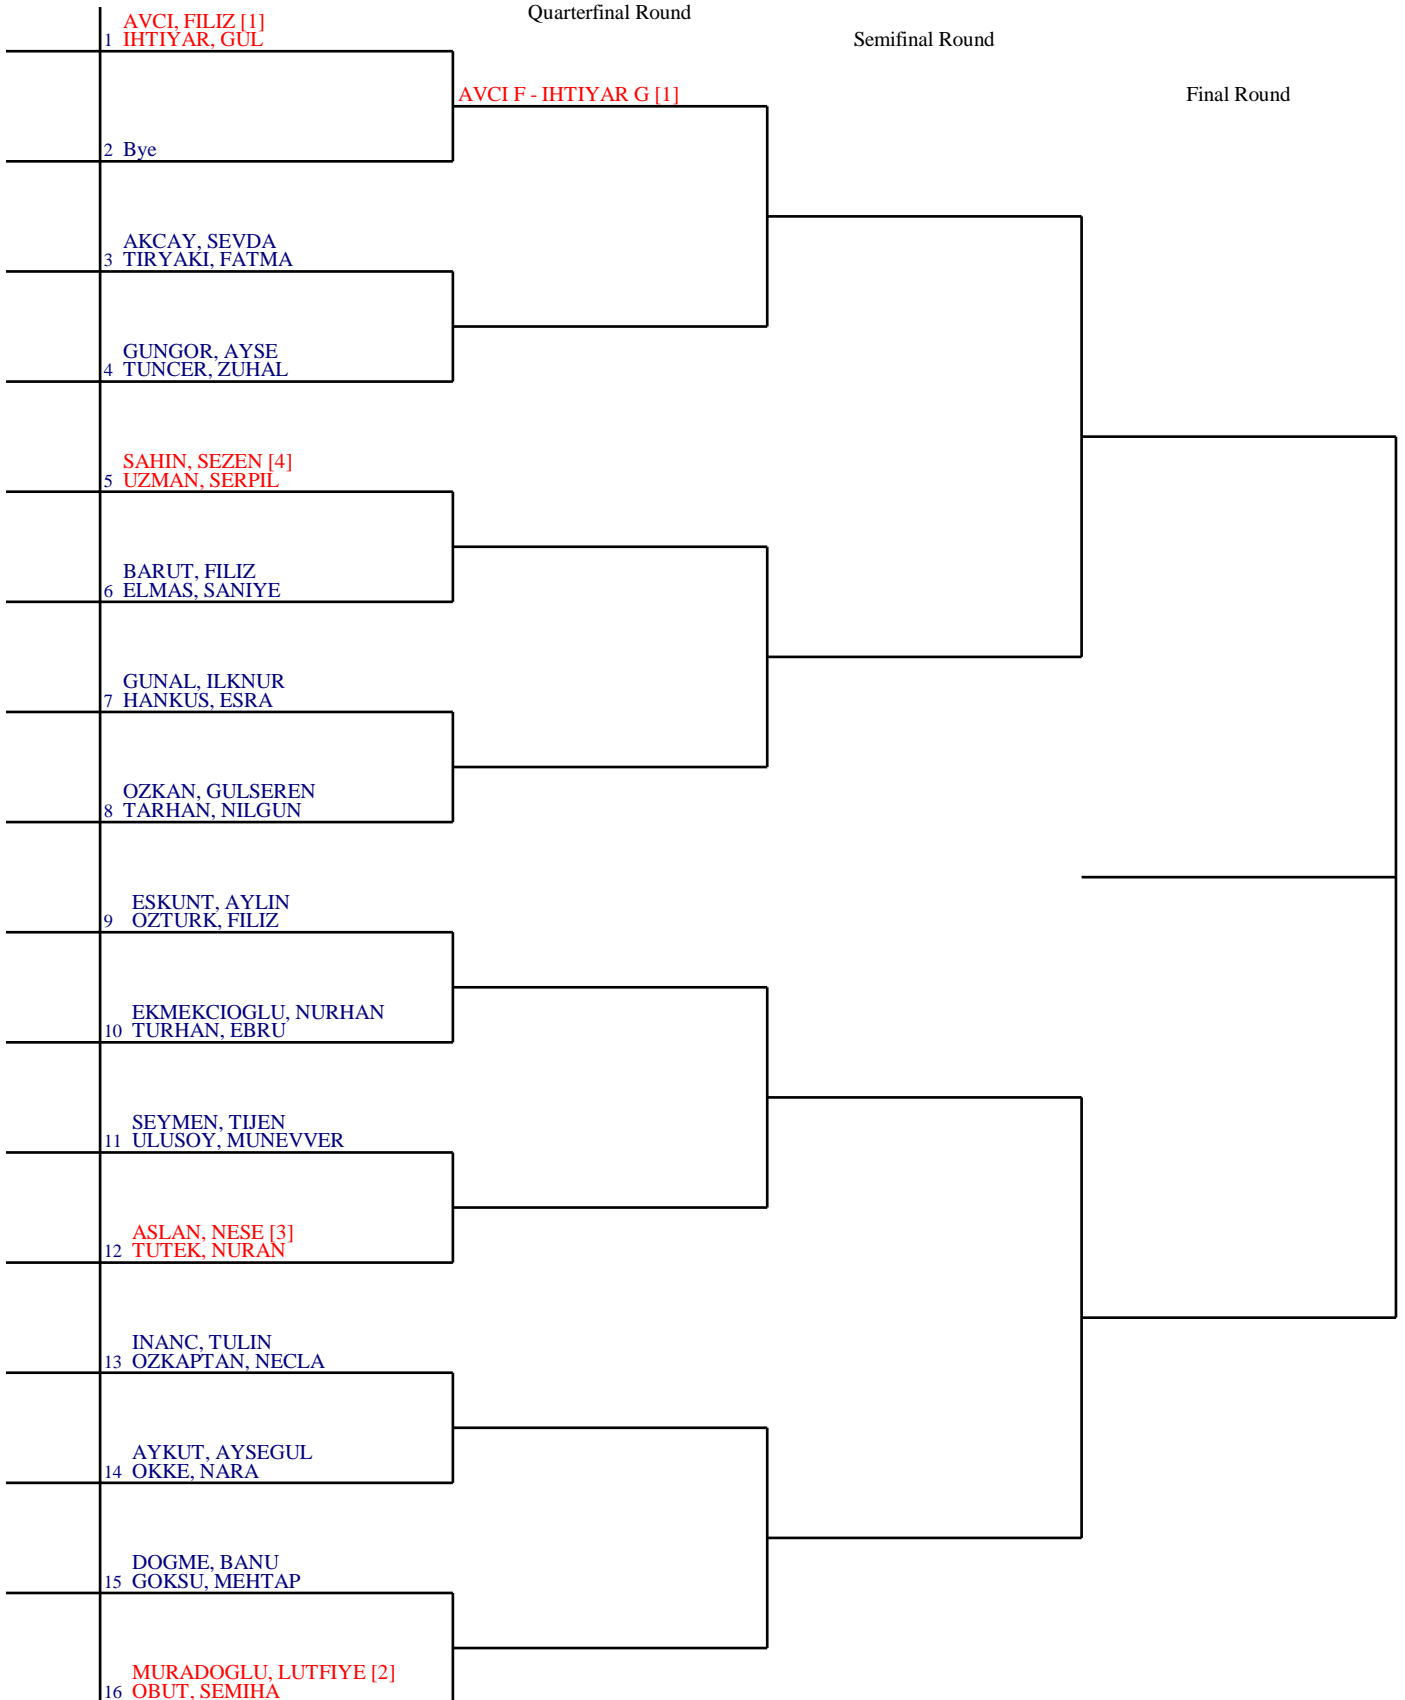 Quarterfinal Round
Semifinal Round
Final Round
AVCI, FILIZ [1]
1 IHTIYAR, GUL
AVCI F - IHTIYAR G [1]
2 Bye
AKCAY, SEVDA
3 TIRYAKI, FATMA
GUNGOR, AYSE
4 TUNCER, ZUHAL
SAHIN, SEZEN [4]
5 UZMAN, SERPIL
BARUT, FILIZ
6 ELMAS, SANIYE
GUNAL, ILKNUR
7 HANKUS, ESRA
OZKAN, GULSEREN
8 TARHAN, NILGUN
ESKUNT, AYLIN
9 OZTURK, FILIZ
EKMEKCIOGLU, NURHAN
10 TURHAN, EBRU
SEYMEN, TIJEN
11 ULUSOY, MUNEVVER
ASLAN, NESE [3]
12 TUTEK, NURAN
INANC, TULIN
13 OZKAPTAN, NECLA
AYKUT, AYSEGUL
14 OKKE, NARA
DOGME, BANU
15 GOKSU, MEHTAP
MURADOGLU, LUTFIYE [2]
16 OBUT, SEMIHA